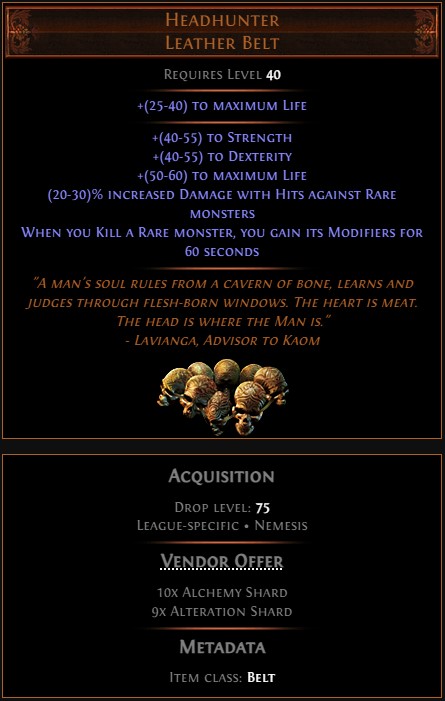 Headhunter
Leather Belt
Requires Level 40
+(25-40) to maximum Life
+(40-55) to Strength
+(40-55) to Dexterity
+(50-60) to maximum Life
(20-30)% increased Damage with Hits against Rare
monsters
When you Kill a Rare monster, you gain its Modifiers for
60 seconds
"A man's soul rules from a cavern of bone, learns and
judges through flesh-born windows. The heart is meat.
The head is where the Man is."
- Lavianga, Advisor to Kaom
Acquisition
Drop level: 75
League-specific • Nemesis
Vendor Offer
10x Alchemy Shard
9x Alteration Shard
Metadata
Item class: Belt